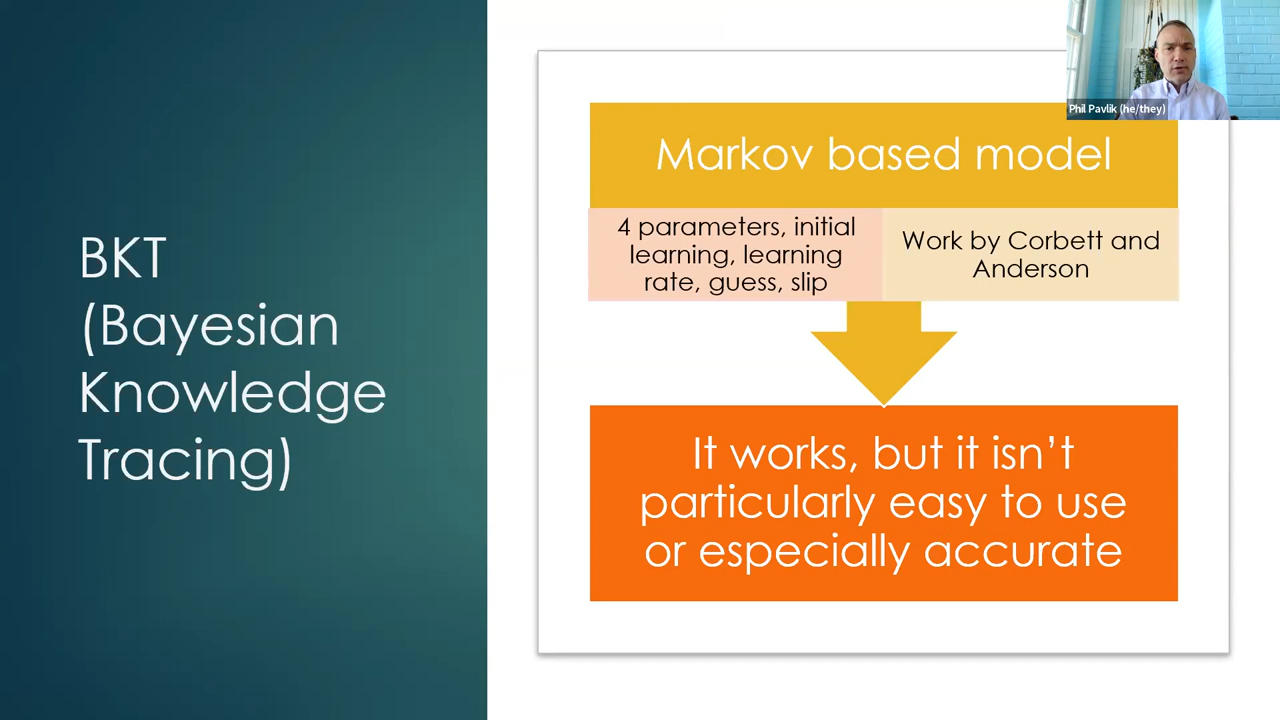 BKT
(Bayesian
Knowledge
Tracing)
Phil Pavlik (he/they)
Markov based model
4 parameters, initial
learning, learning
rate, guess, slip
Work by Corbett and
Anderson
It works, but it isn’t
particularly easy to use
or especially accurate